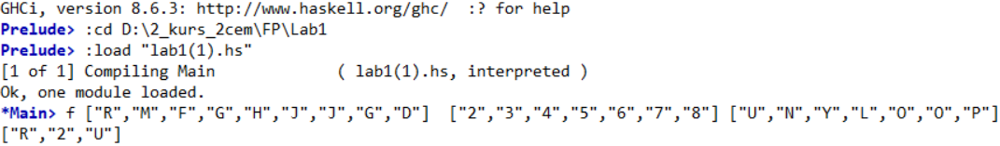 GHCi, version 8.6.3: http://www.haskell.org/ghc/  :? for help
Prelude> :cd D:\2_kurs_2cem\FP\Lab1
Prelude> :load "lab1(1).hs"
[1 of 1] Compiling Main             ( lab1(1).hs, interpreted )
Ok, one module loaded.
*Main> f ["R","M","F","G","H","J","J","G","D"]  ["2","3","4","5","6","7","8"] ["U","N","Y","L","O","O","P"]
["R","2","U"]